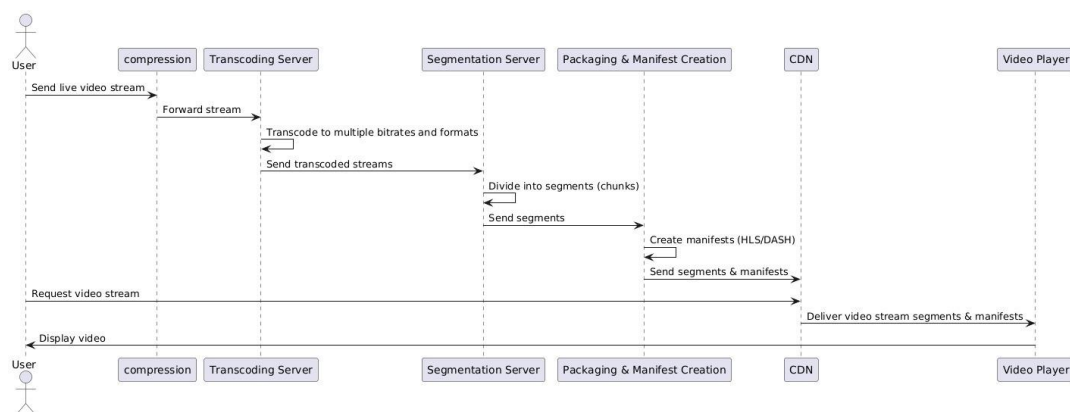 User
compression
Transcoding Server
Segmentation Server
Packaging & Manifest Creation
CDN
Video Player
Send live video stream
Forward stream
Transcode to multiple bitrates and formats
Send transcoded streams
Divide into segments (chunks)
Send segments
Create manifests (HLS/DASH)
Send segments & manifests
Request video stream
Deliver video stream segments & manifests
Display video
User
compression
Transcoding Server
Segmentation Server
Packaging & Manifest Creation
CDN
Video Player